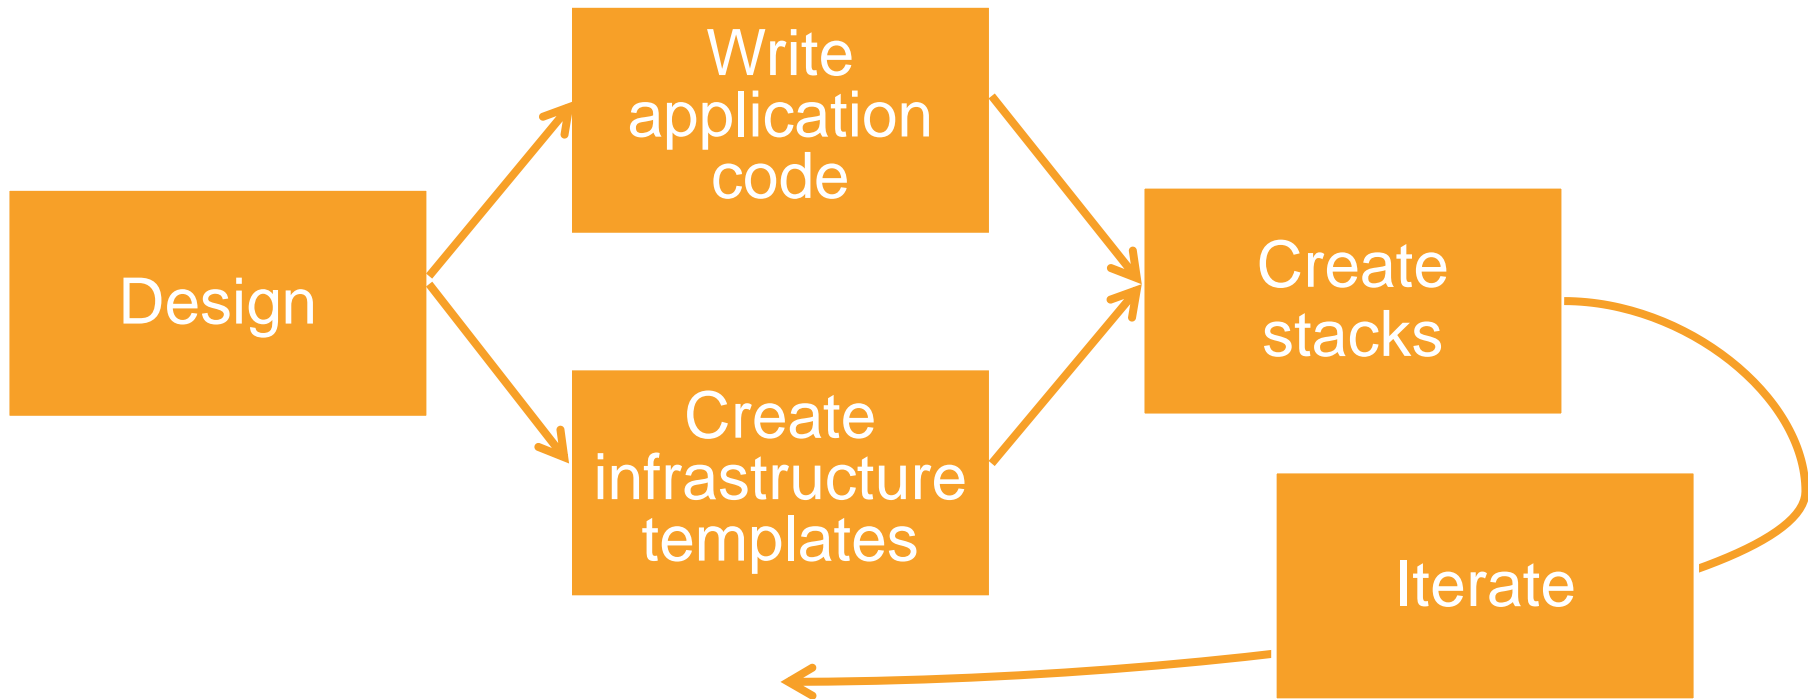 Design
Write
application
code
Create
infrastructure
templates
Create
stacks
Iterate